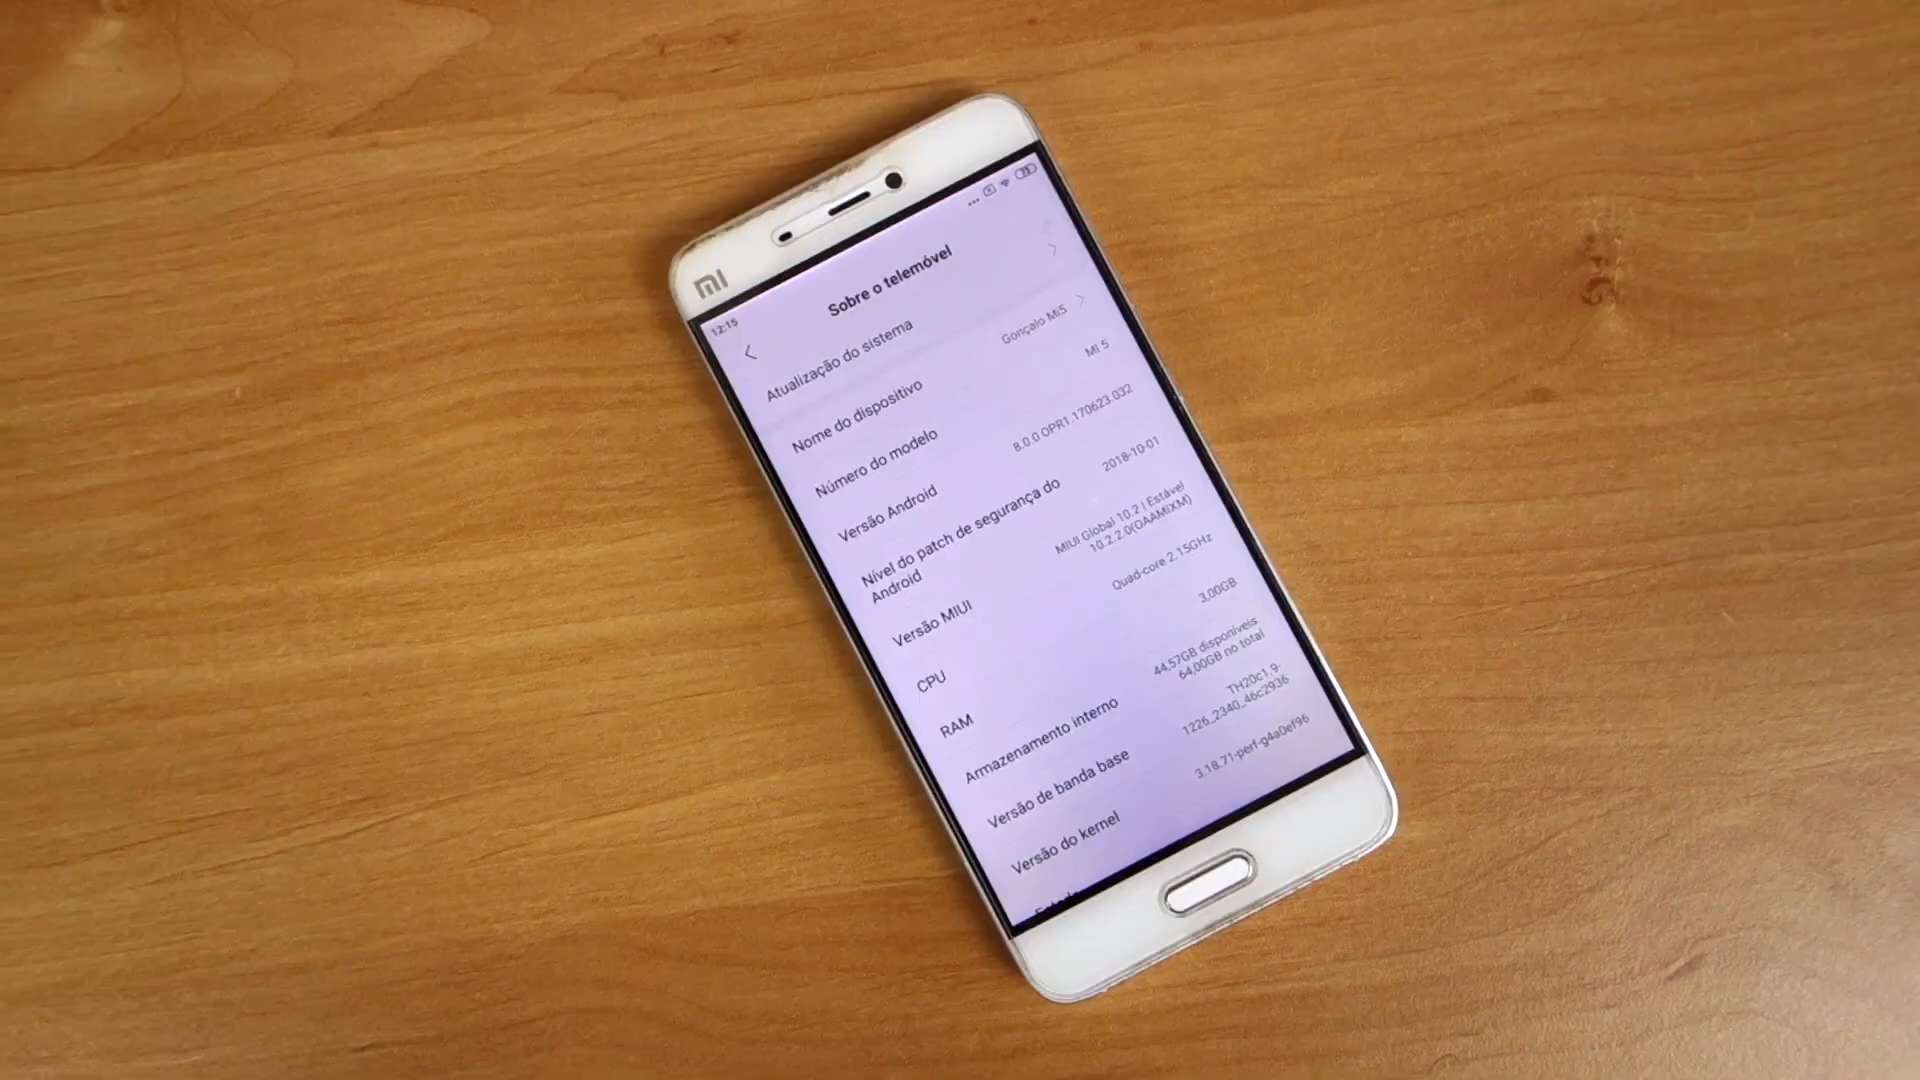 MI
12:15
Sobre o telemóvel
Atualização do sistema
Nome do dispositivo
Gonçalo Mi5
Número do modelo
MI 5
Versão Android
8.0.0 OPR1.170623.032
Nível do patch de segurança do
Android
2018-10-01
Versão MIUI
MIUI Global 10.2 | Estável
10.2.2.0(OAAMIXM)
CPU
Quad-core 2.15GHz
RAM
3,00GB
Armazenamento interno
44,57GB disponíveis
64,00GB no total
Versão de banda base
TH20c1.9-
1226_2340_46c2936
Versão do kernel
3.18.71-perf-g4a0ef96